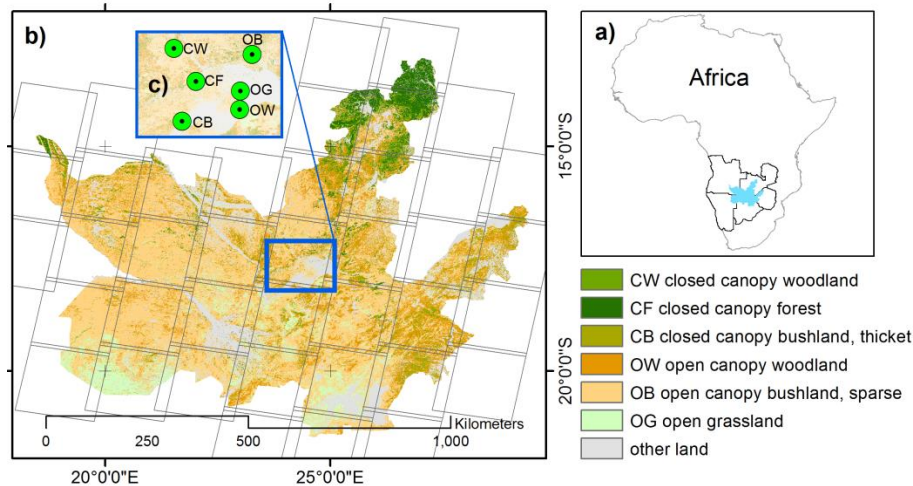 b)
c)
CW
OB
CF
OG
OW
CB
a)
Africa
15°0'0"S
20°0'0"S
Kilometers
0
250
500
1,000
20°0'0"E
25°0'0"E
CW closed canopy woodland
CF closed canopy forest
CB closed canopy bushland, thicket
OW open canopy woodland
OB open canopy bushland, sparse
OG open grassland
other land